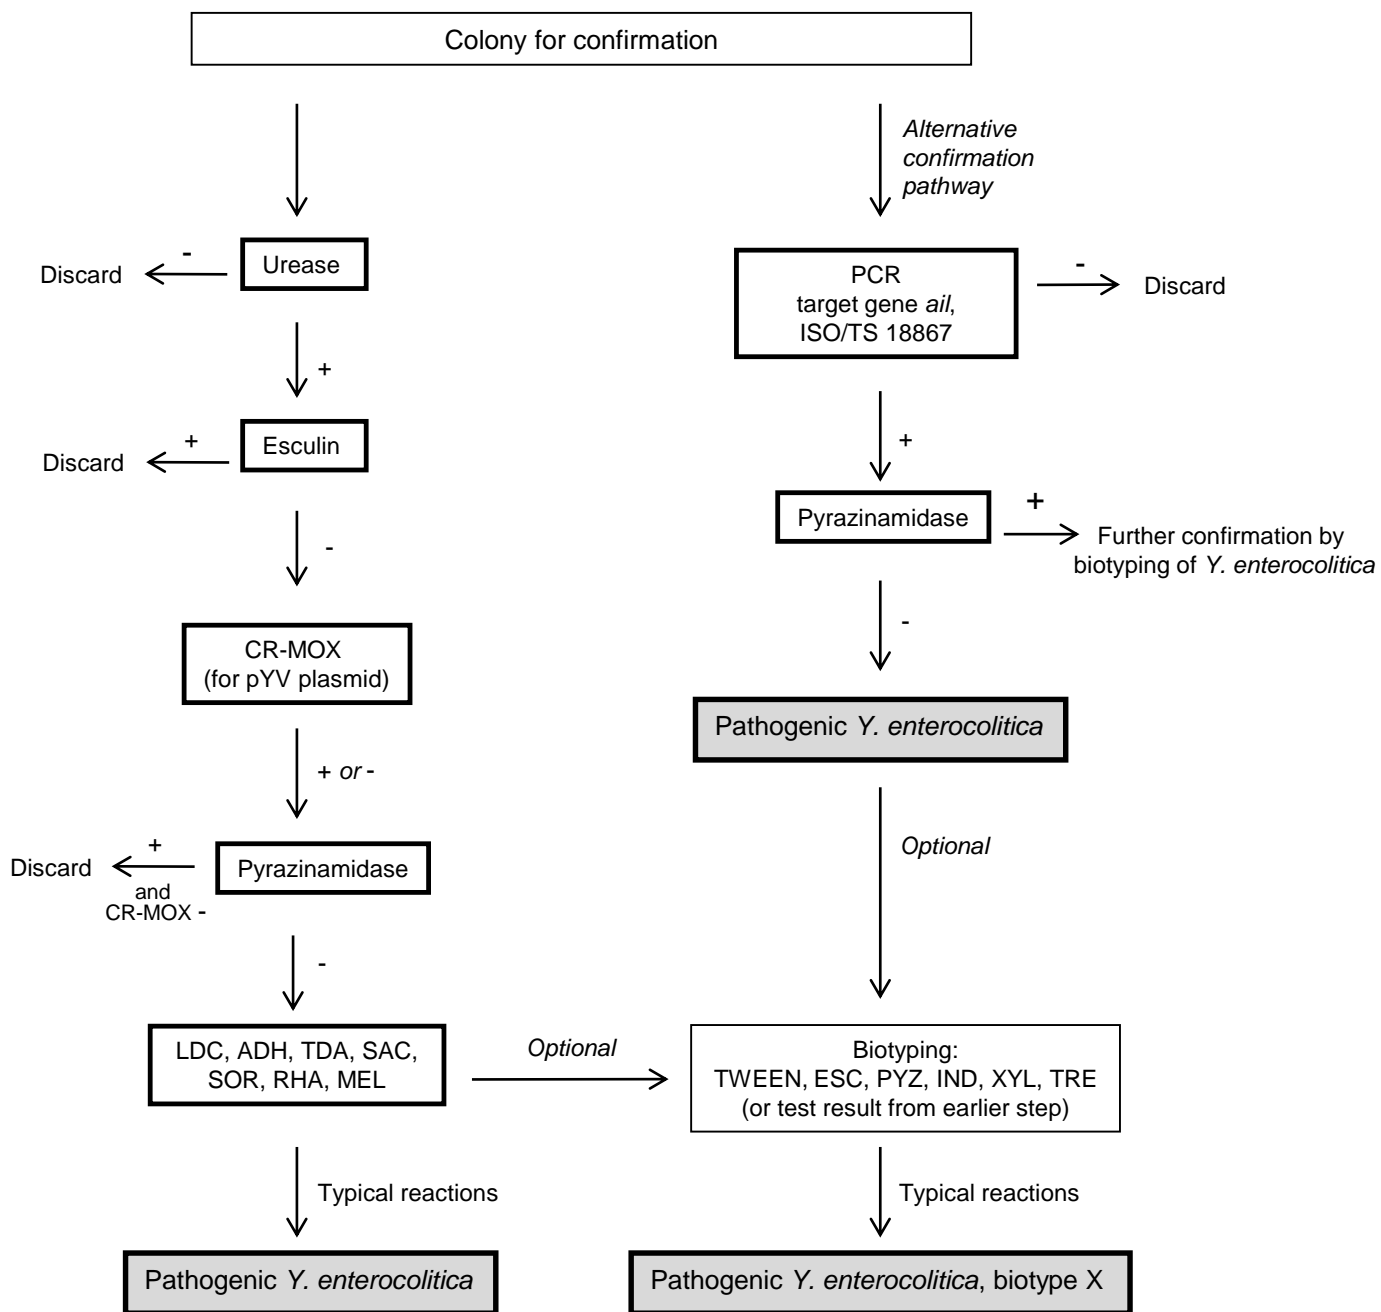 Colony for confirmation
Alternative
confirmation
pathway
-
Discard
Urease
PCR
target gene ail,
ISO/TS 18867
-
Discard
+
+
Discard
Esculin
+
Pyrazinamidase
+
Further confirmation by
biotyping of Y. enterocolitica
-
-
CR-MOX
(for pYV plasmid)
Pathogenic Y. enterocolitica
+ or -
Optional
+
Discard
and
CR-MOX -
Pyrazinamidase
-
LDC, ADH, TDA, SAC,
SOR, RHA, MEL
Optional
Biotyping:
TWEEN, ESC, PYZ, IND, XYL, TRE
(or test result from earlier step)
Typical reactions
Typical reactions
Pathogenic Y. enterocolitica
Pathogenic Y. enterocolitica, biotype X